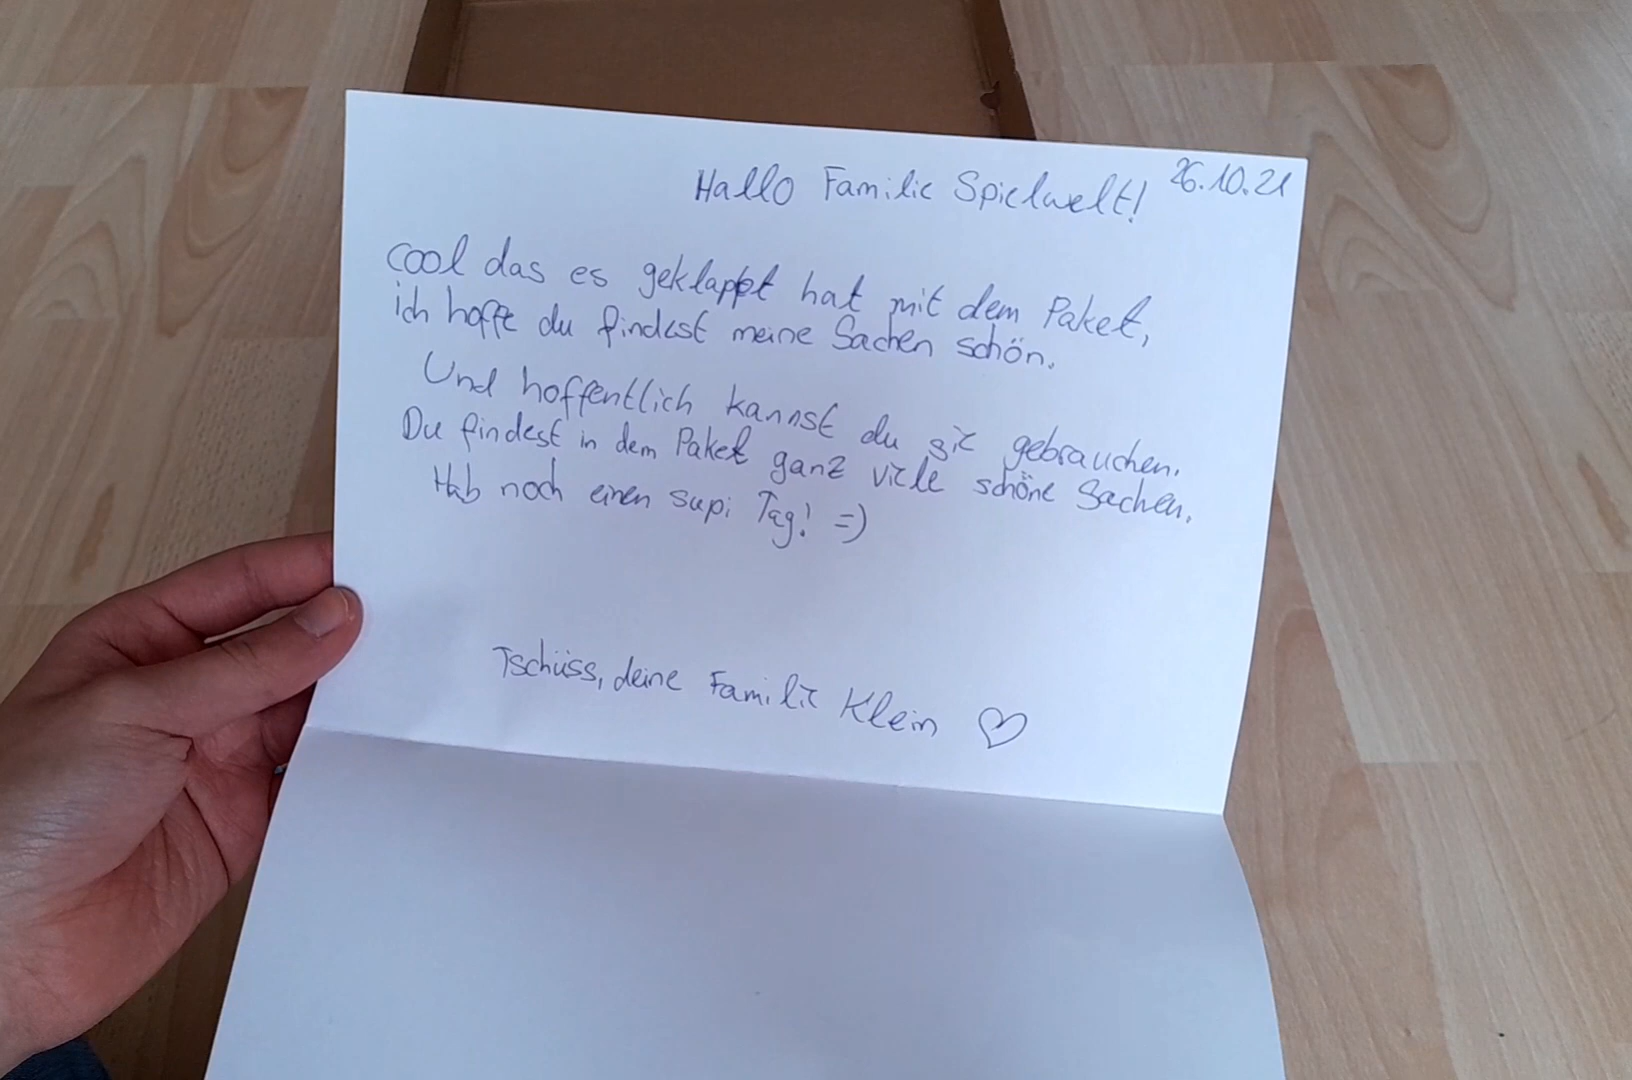 26.10.21
Hallo Familie Spielwelt!
cool das es geklappt hat mit dem Paket,
ich hoffe du findest meine Sachen schön.
Und hoffentlich kannst du sie gebrauchen.
Du findest in dem Paket ganz viele schöne Sachen.
Hab noch einen supi Tag! =)
Tschüss, deine Familie Klein ♡